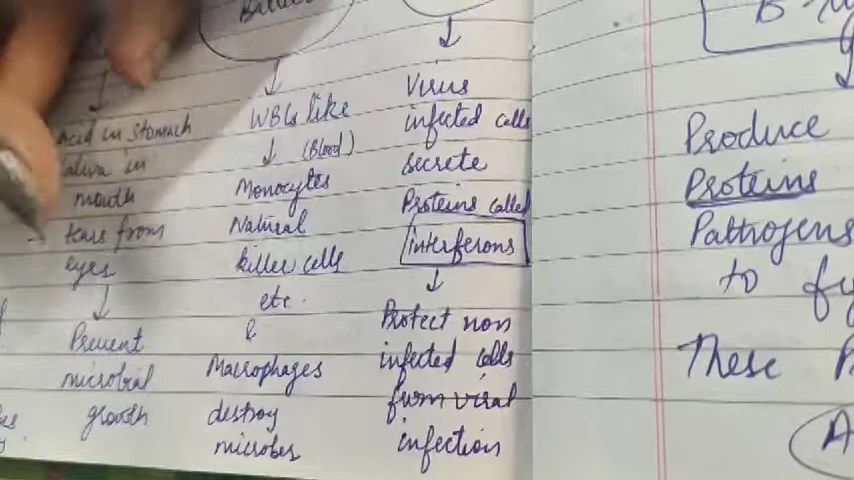 Acid in stomach
saliva in
mouth
tears from
eyes
Prevent
microbial
growth
WBCs like
(Blood)
Monocytes
Natural
killer cells
etc.
&
Macrophages
destroy
microbes
Virus
infected cells
secrete
Proteins called
interferons
Protect non
infected cells
from viral
infection
Produce
Proteins
Pathogens
to
These